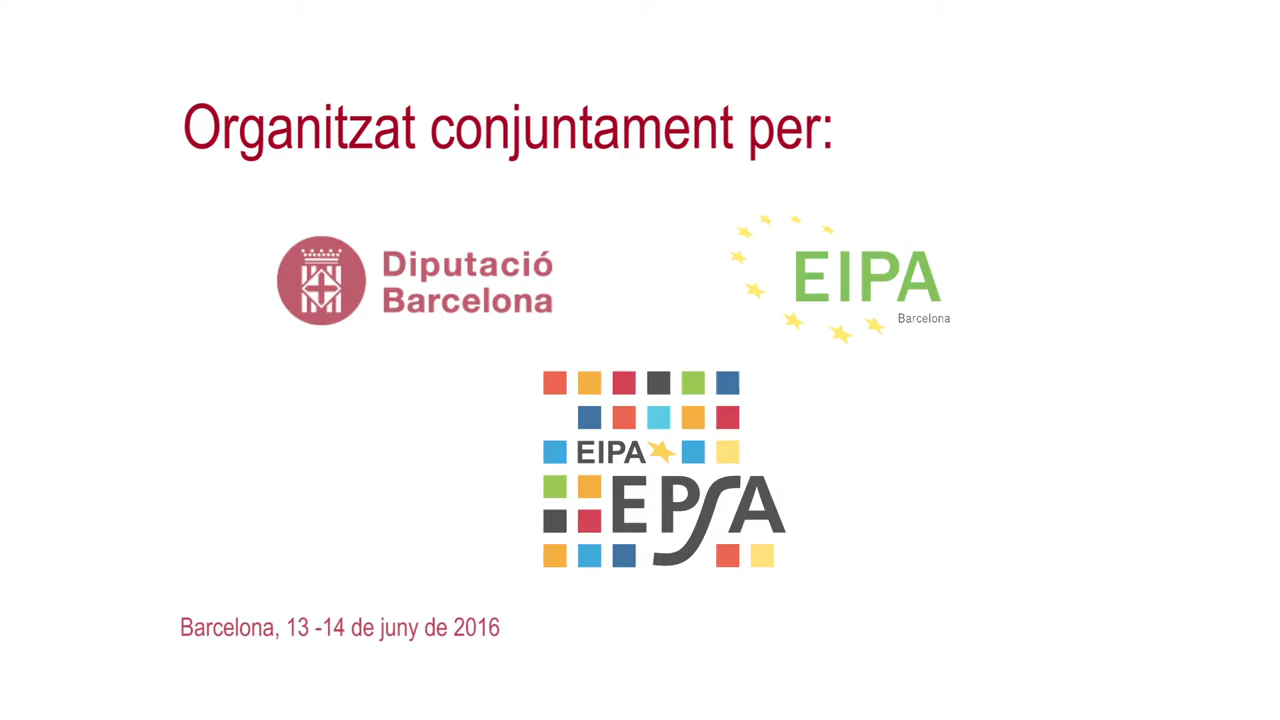 Organitzat conjuntament per:
Diputació
Barcelona
EIPA
Barcelona
EIPA
EPSA
Barcelona, 13 -14 de juny de 2016